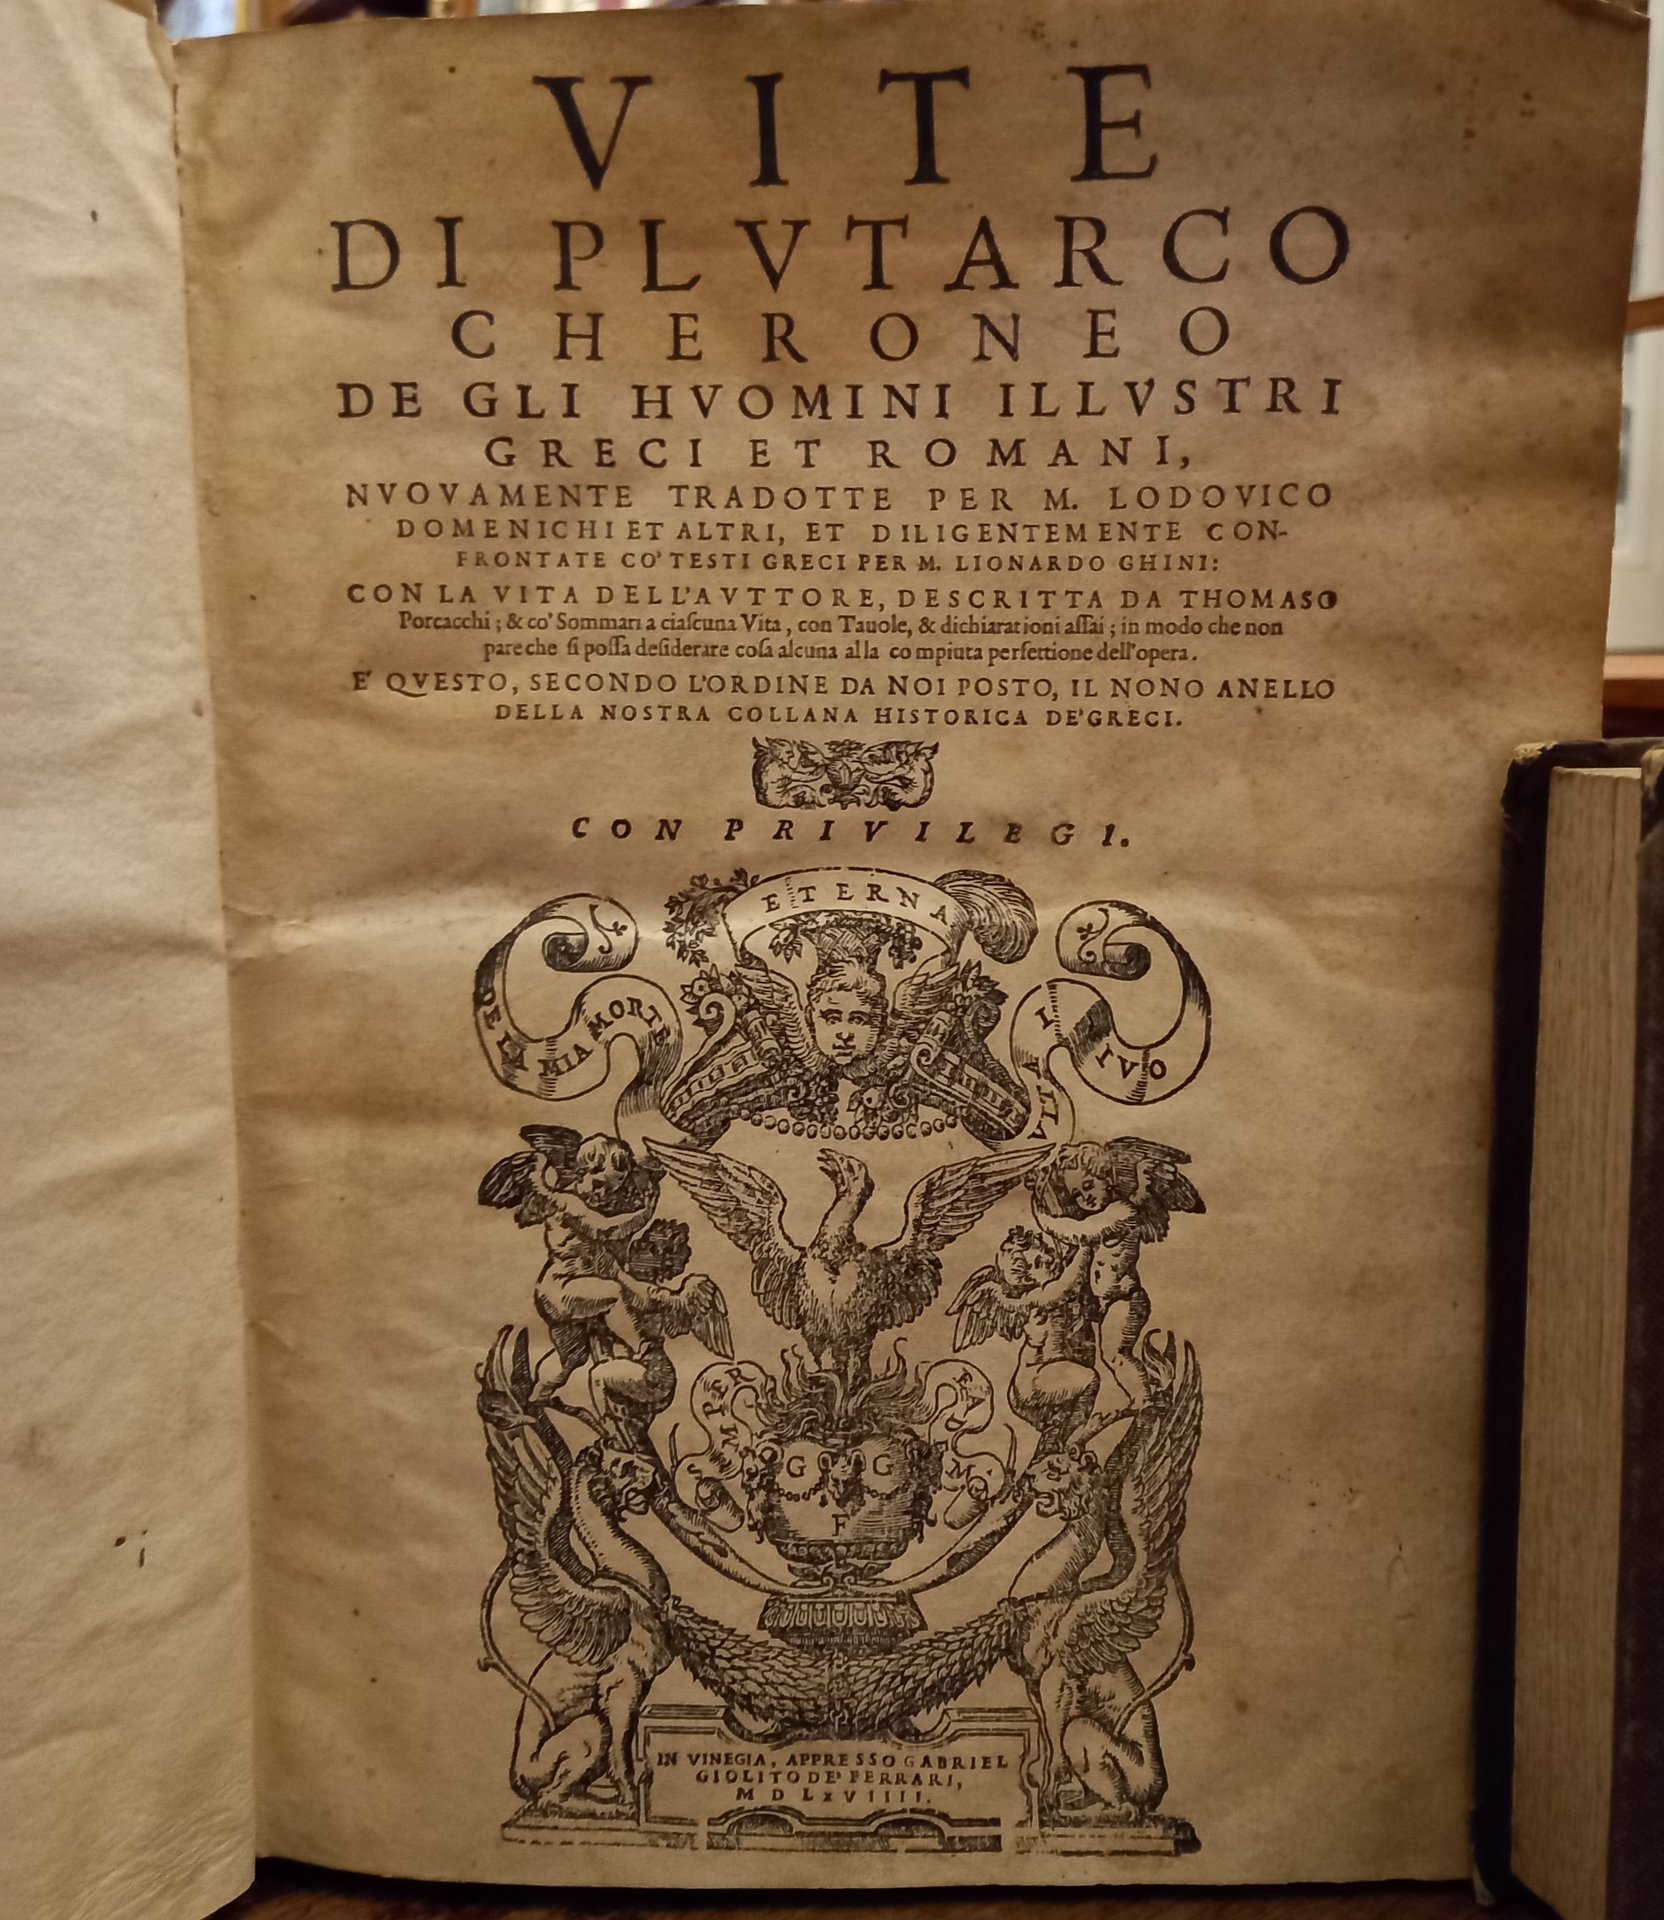 VITE
DI PLVTARCO
CHERONEO
DE GLI HVOMINI ILLVSTRI
GRECI ET ROMANI,
NVOVAMENTE TRADOTTE PER M. LODOVICO
DOMENICHI ET ALTRI, ET DILIGENTEMENTE CON-
FRONTATE CO' TESTI GRECI PER M. LIONARDO GHINI:
CON LA VITA DELL'AVTTORE, DESCRITTA DA THOMASO
Porcacchi; & co' Sommari a ciaſcuna Vita, con Tauole, & dichiarationi aſſai; in modo che non
pare che ſi poſſa deſiderare coſa alcuna alla compiuta perfettione dell'opera.
E' QVESTO, SECONDO L'ORDINE DA NOI POSTO, IL NONO ANELLO
DELLA NOSTRA COLLANA HISTORICA DE' GRECI.
CON PRIVILEGI.
DE LA MIA MORTE
ETERNA
VITA I
VIVO
SEMPER
EADEM
G G
F
IN VINEGIA, APPRESSO GABRIEL
GIOLITO DE' FERRARI,
M D LXVIIII.